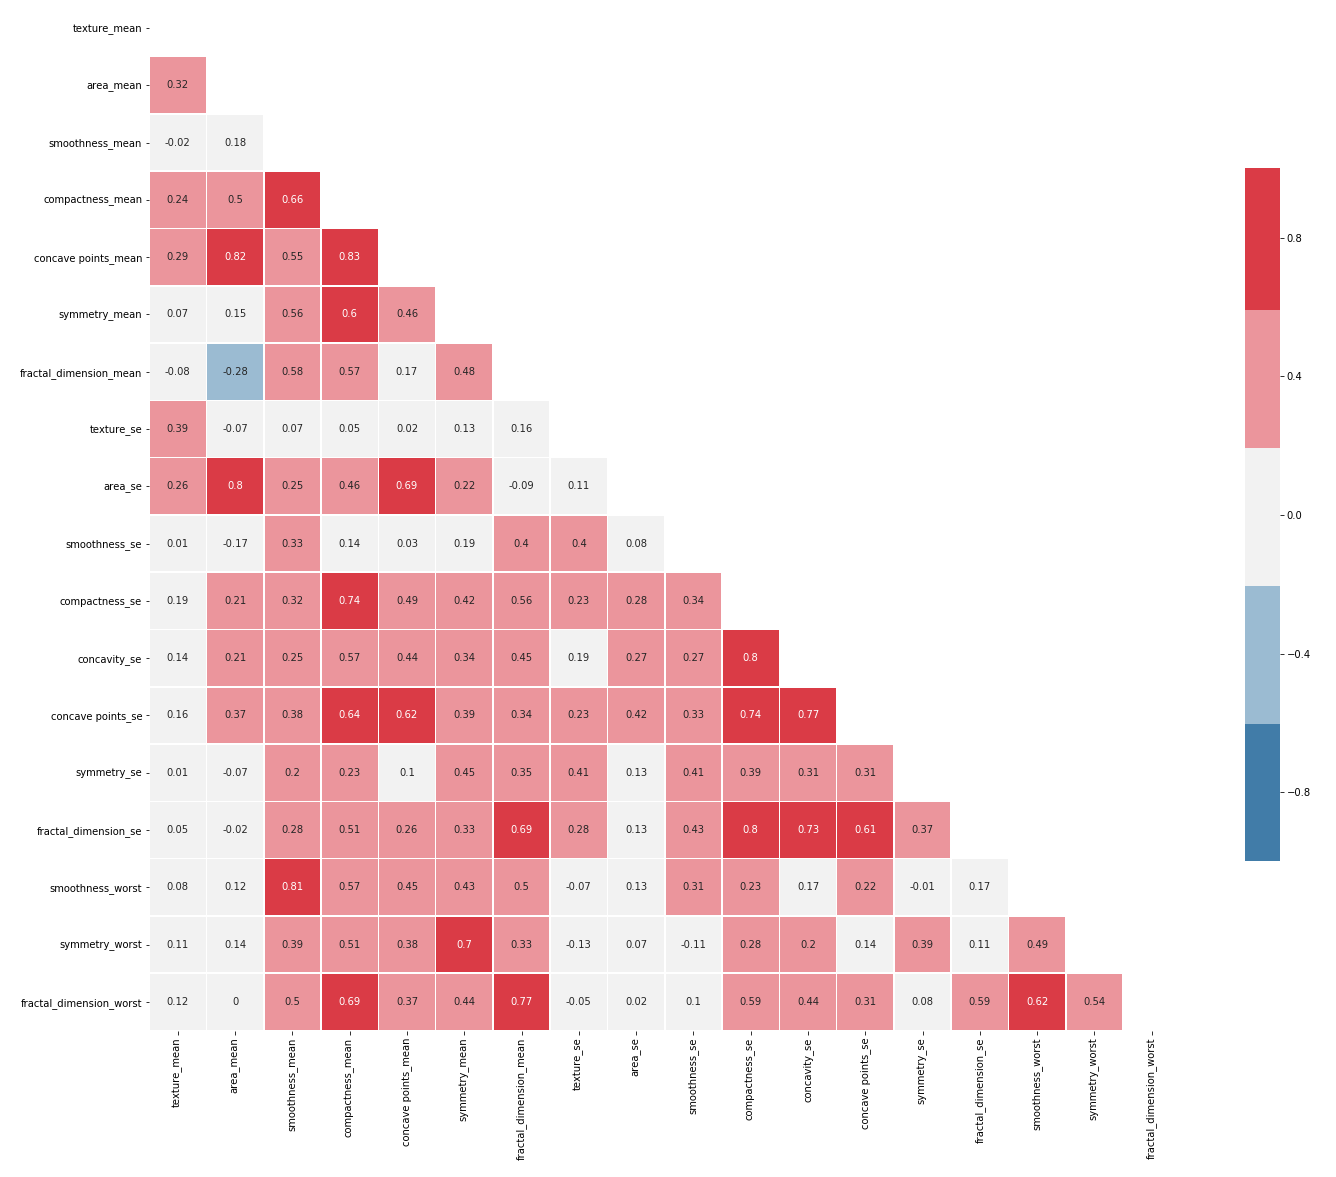 texture_mean
area_mean 0.32
smoothness_mean -0.02 0.18
compactness_mean 0.24 0.5 0.66
concave points_mean 0.29 0.82 0.55 0.83
symmetry_mean 0.07 0.15 0.56 0.6 0.46
fractal_dimension_mean -0.08 -0.28 0.58 0.57 0.17 0.48
texture_se 0.39 -0.07 0.07 0.05 0.02 0.13 0.16
area_se 0.26 0.8 0.25 0.46 0.69 0.22 -0.09 0.11
smoothness_se 0.01 -0.17 0.33 0.14 0.03 0.19 0.4 0.4 0.08
compactness_se 0.19 0.21 0.32 0.74 0.49 0.42 0.56 0.23 0.28 0.34
concavity_se 0.14 0.21 0.25 0.57 0.44 0.34 0.45 0.19 0.27 0.27 0.8
concave points_se 0.16 0.37 0.38 0.64 0.62 0.39 0.34 0.23 0.42 0.33 0.74 0.77
symmetry_se 0.01 -0.07 0.2 0.23 0.1 0.45 0.35 0.41 0.13 0.41 0.39 0.31 0.31
fractal_dimension_se 0.05 -0.02 0.28 0.51 0.26 0.33 0.69 0.28 0.13 0.43 0.8 0.73 0.61 0.37
smoothness_worst 0.08 0.12 0.81 0.57 0.45 0.43 0.5 -0.07 0.13 0.31 0.23 0.17 0.22 -0.01 0.17
symmetry_worst 0.11 0.14 0.39 0.51 0.38 0.7 0.33 -0.13 0.07 -0.11 0.28 0.2 0.14 0.39 0.11 0.49
fractal_dimension_worst 0.12 0 0.5 0.69 0.37 0.44 0.77 -0.05 0.02 0.1 0.59 0.44 0.31 0.08 0.59 0.62 0.54
texture_mean
area_mean
smoothness_mean
compactness_mean
concave points_mean
symmetry_mean
fractal_dimension_mean
texture_se
area_se
smoothness_se
compactness_se
concavity_se
concave points_se
symmetry_se
fractal_dimension_se
smoothness_worst
symmetry_worst
fractal_dimension_worst
0.8
0.4
0.0
−0.4
−0.8